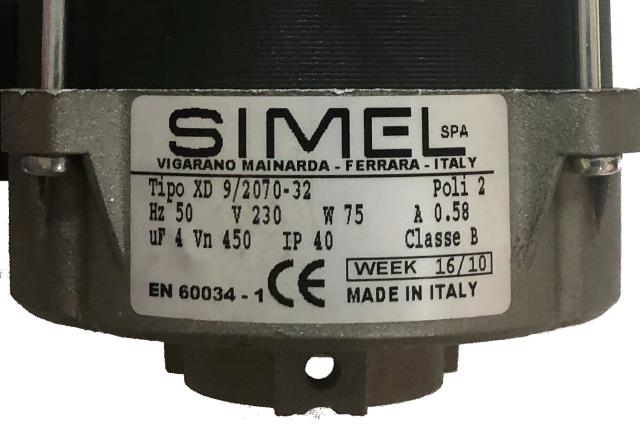 SIMEL SPA
VIGARANO MAINARDA - FERRARA - ITALY
Tipo XD 9/2070-32 Poli 2
Hz 50 V 230 W 75 A 0.58
uF 4 Vn 450 IP 40 Classe B
WEEK 16/10
EN 60034 - 1 CE MADE IN ITALY